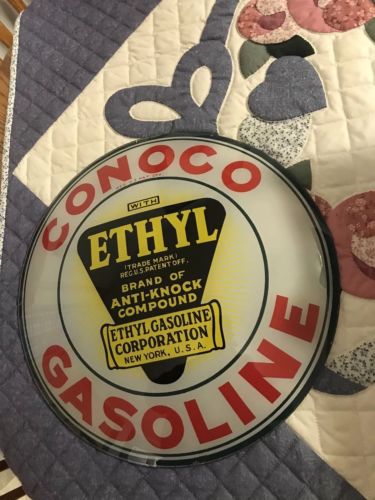 CONOCO
WITH
ETHYL
(TRADE MARK)
REG. U.S. PATENT OFF.
BRAND OF
ANTI-KNOCK
COMPOUND
ETHYL GASOLINE
CORPORATION
NEW YORK, U.S.A.
GASOLINE